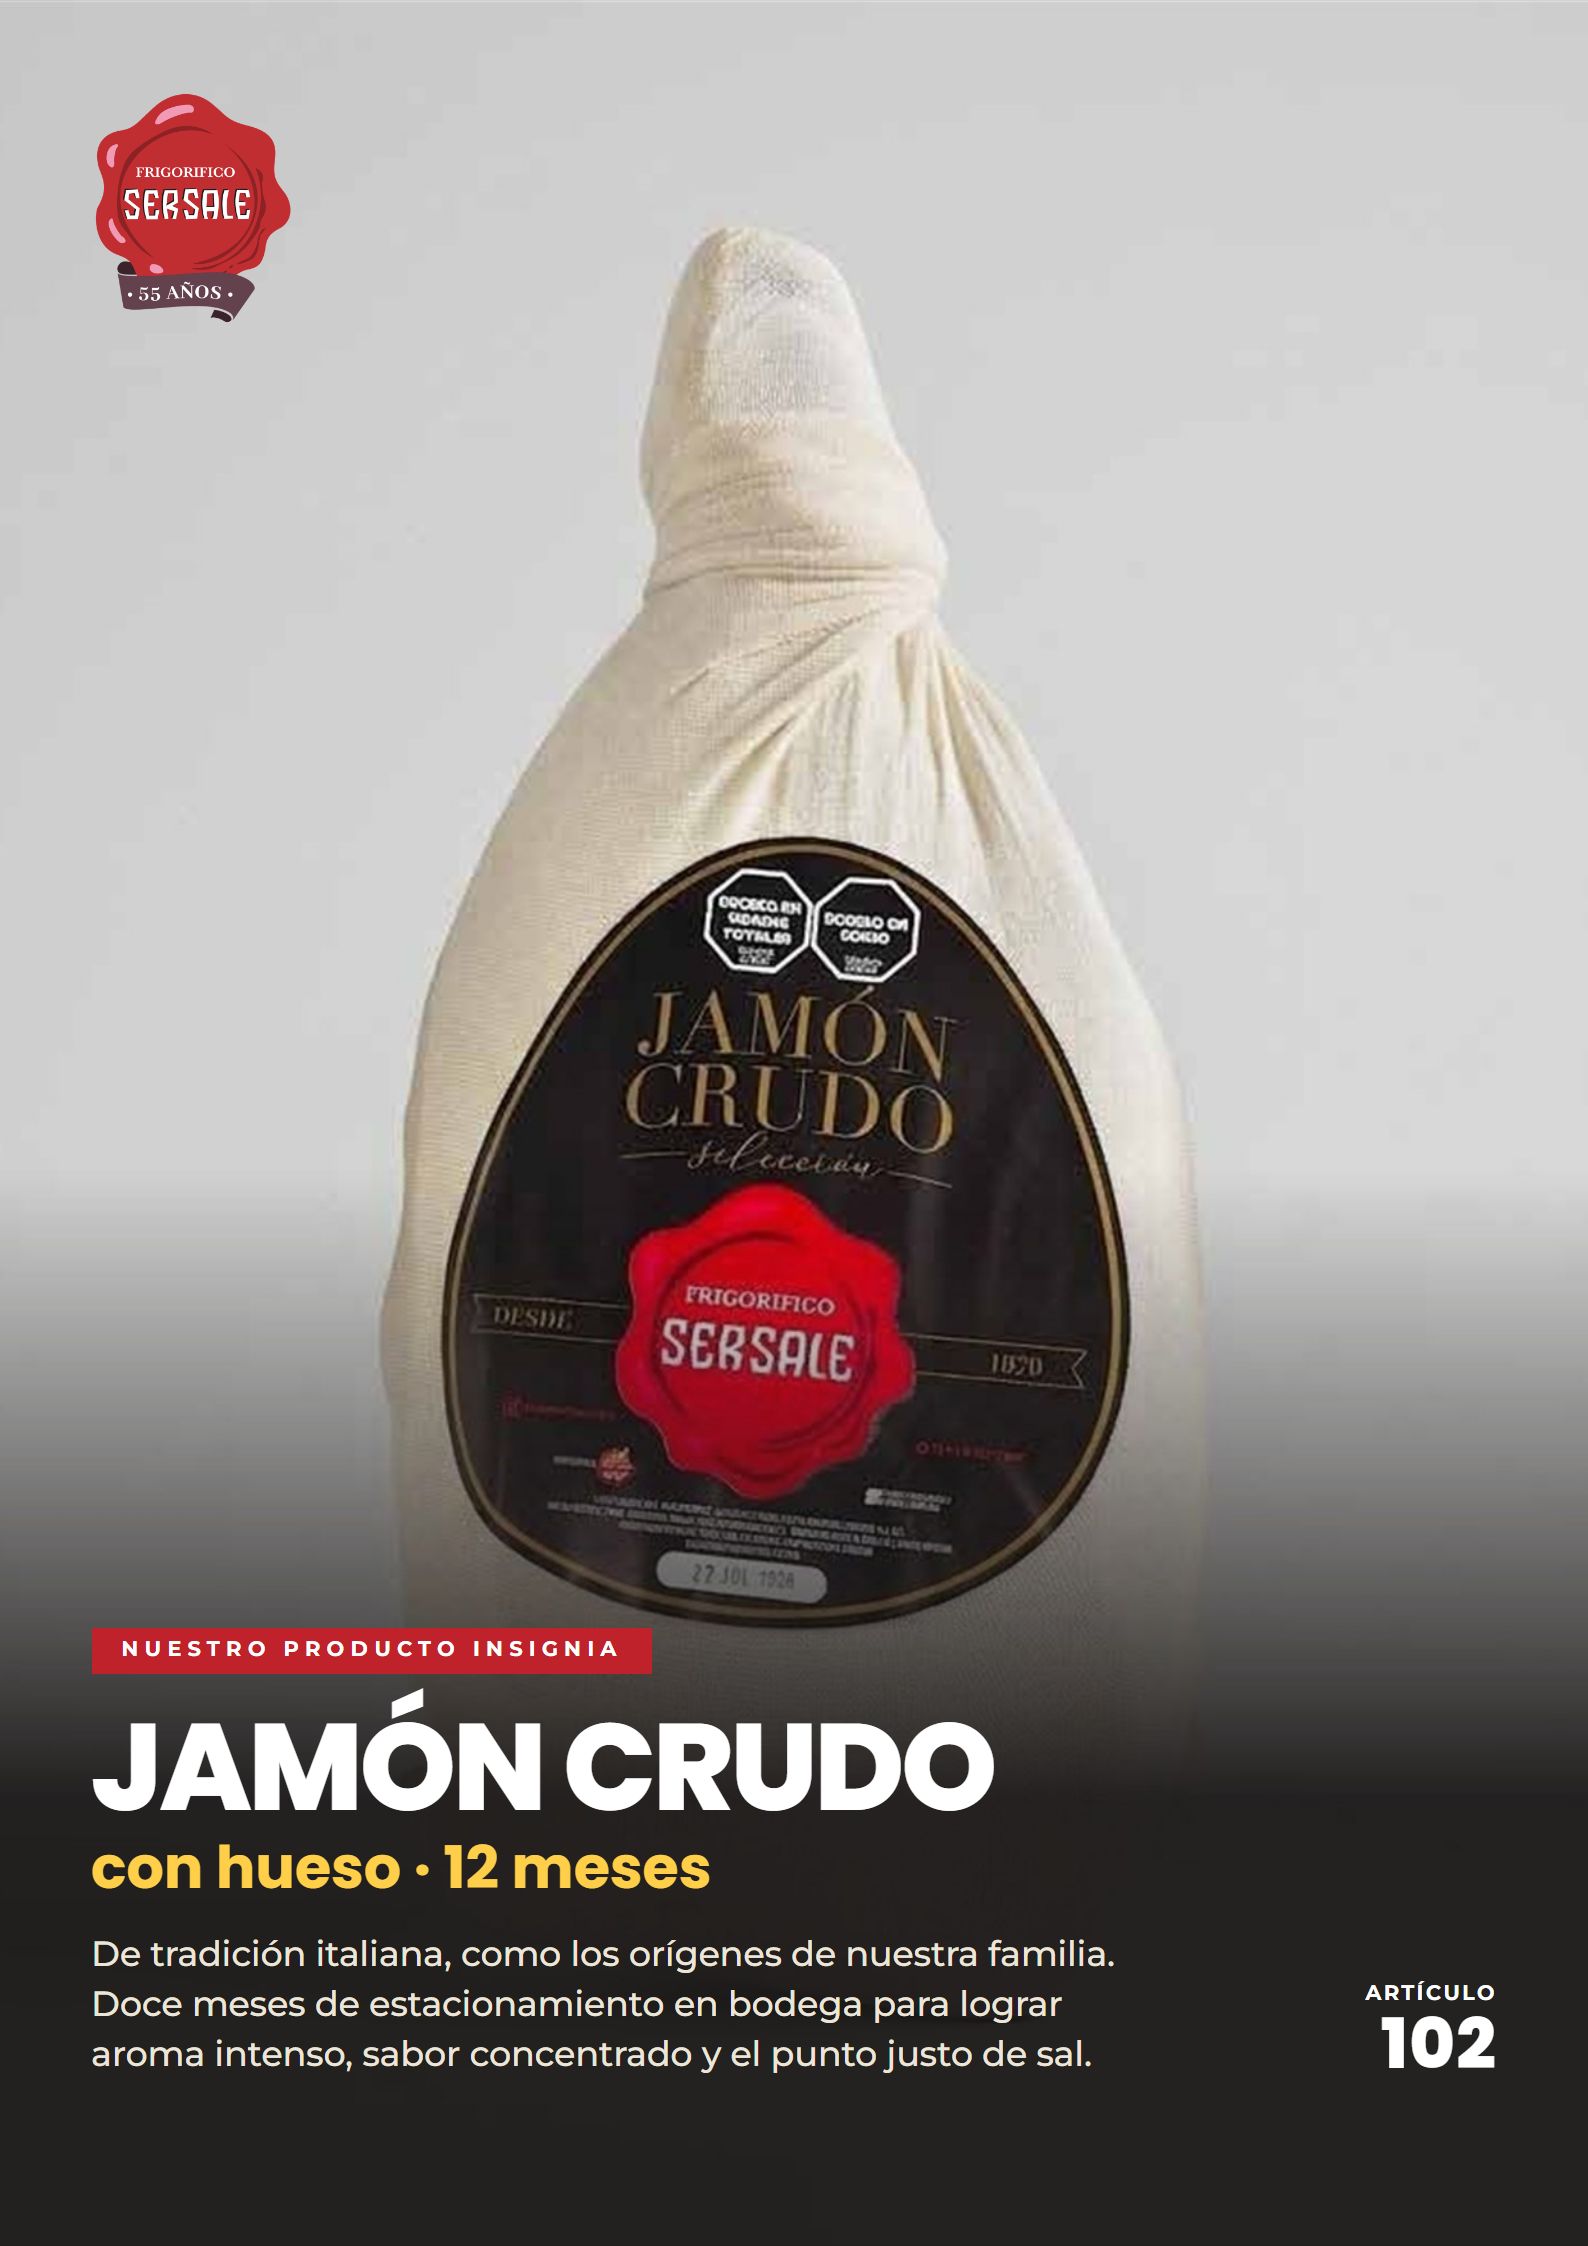 FRIGORIFICO
SERSALE
· 55 AÑOS ·
JAMÓN
CRUDO
selección
FRIGORIFICO
SERSALE
DESDE
NUESTRO PRODUCTO INSIGNIA
JAMÓN CRUDO
con hueso · 12 meses
De tradición italiana, como los orígenes de nuestra familia.
Doce meses de estacionamiento en bodega para lograr
aroma intenso, sabor concentrado y el punto justo de sal.
ARTÍCULO
102